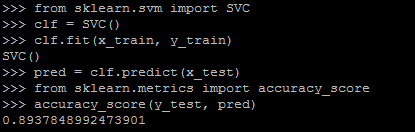 >>> from sklearn.svm import SVC
>>> clf = SVC()
>>> clf.fit(x_train, y_train)
SVC()
>>> pred = clf.predict(x_test)
>>> from sklearn.metrics import accuracy_score
>>> accuracy_score(y_test, pred)
0.8937848992473901